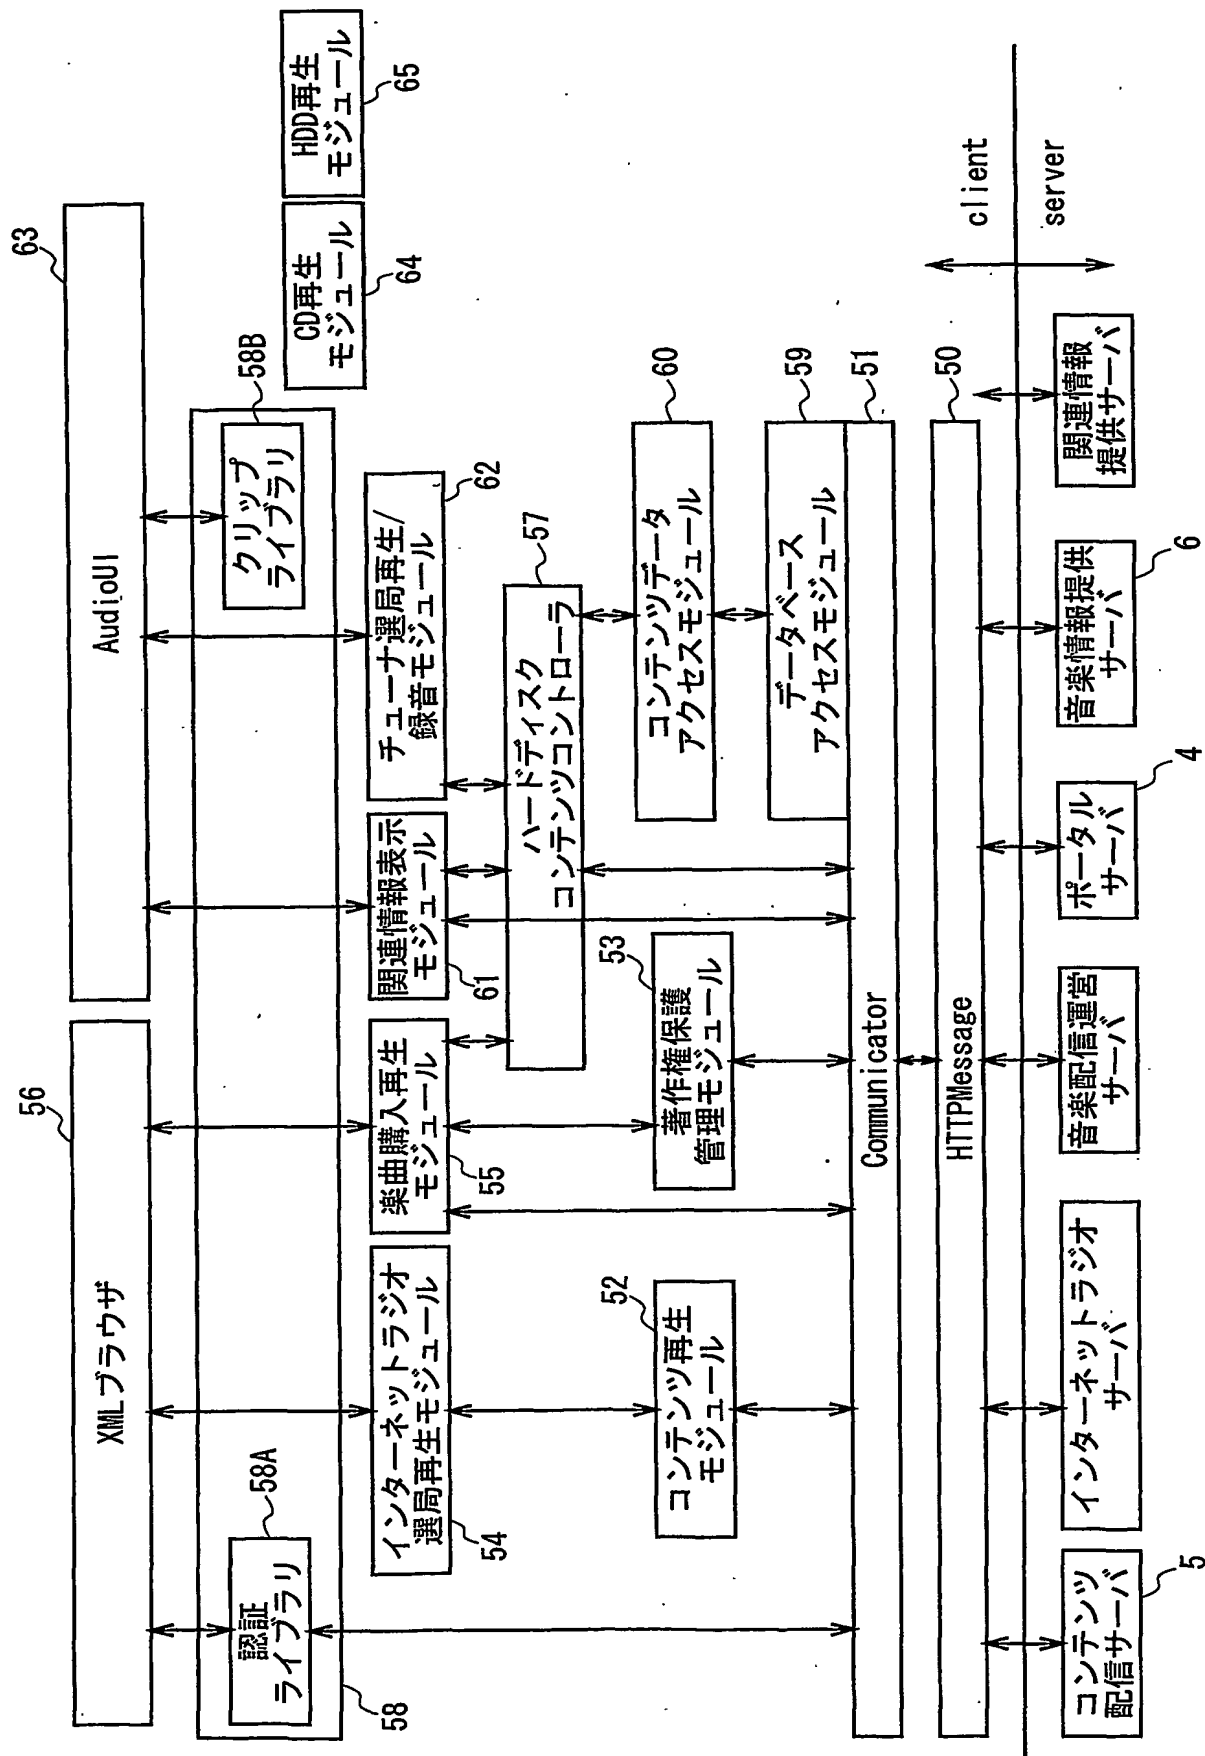 XMLブラウザ
56
AudioUI
63
認証
ライブラリ
58A
58
クリップ
ライブラリ
58B
CD再生
モジュール
64
HDD再生
モジュール
65
インターネットラジオ
選局再生モジュール
54
楽曲購入再生
モジュール
55
関連情報表示
モジュール
61
チューナ選局再生/
録音モジュール
62
ハードディスク
コンテンツコントローラ
57
コンテンツ再生
モジュール
52
著作権保護
管理モジュール
53
コンテンツデータ
アクセスモジュール
60
データベース
アクセスモジュール
59
Communicator
51
HTTPMessage
50
client
server
コンテンツ
配信サーバ
5
インターネットラジオ
サーバ
音楽配信運営
サーバ
ポータル
サーバ
4
音楽情報提供
サーバ
6
関連情報
提供サーバ